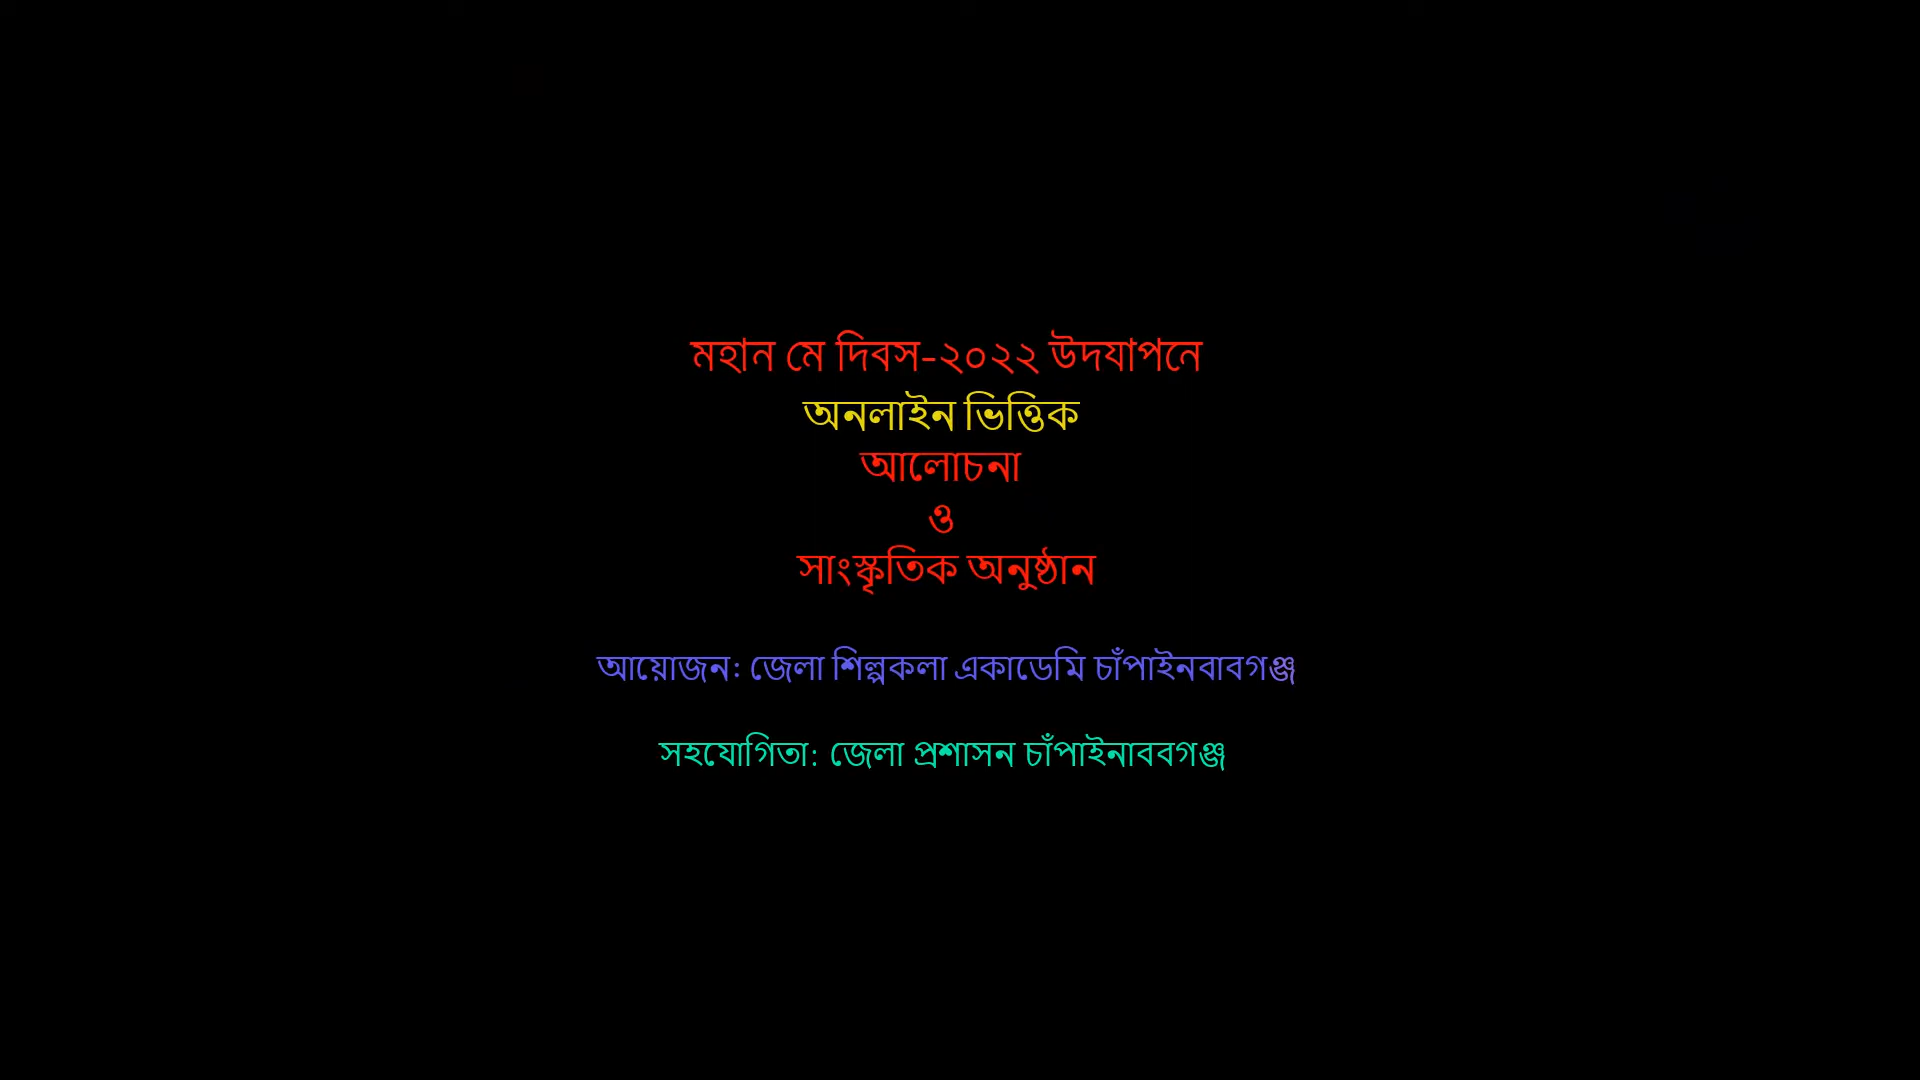 মহান মে দিবস-২০২২ উদযাপনে
অনলাইন ভিত্তিক
আলোচনা
ও
সাংস্কৃতিক অনুষ্ঠান
আয়োজন: জেলা শিল্পকলা একাডেমি চাঁপাইনবাবগঞ্জ
সহযোগিতা: জেলা প্রশাসন চাঁপাইনাববগঞ্জ